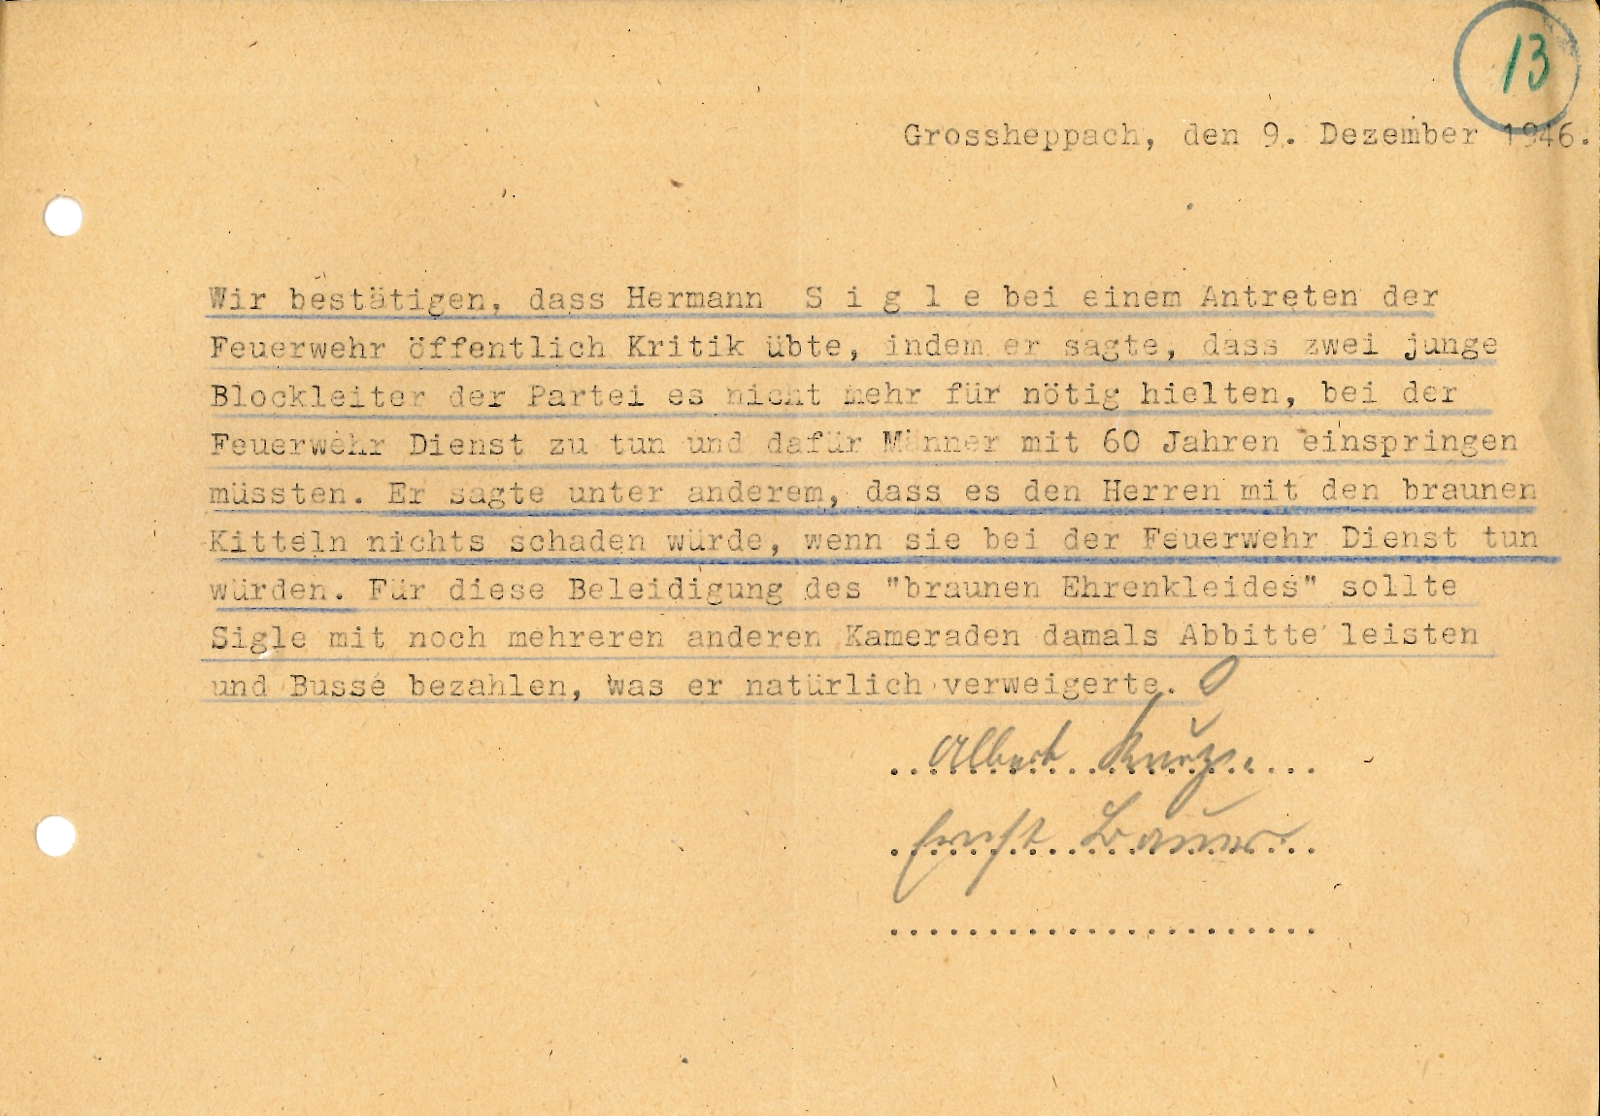 13
Grossheppach, den 9. Dezember 1946.
Wir bestätigen, dass Hermann S i g l e bei einem Antreten der
Feuerwehr öffentlich Kritik übte, indem er sagte, dass zwei junge
Blockleiter der Partei es nicht mehr für nötig hielten, bei der
Feuerwehr Dienst zu tun und dafür Männer mit 60 Jahren einspringen
müssten. Er sagte unter anderem, dass es den Herren mit den braunen
Kitteln nichts schaden würde, wenn sie bei der Feuerwehr Dienst tun
würden. Für diese Beleidigung des "braunen Ehrenkleides" sollte
Sigle mit noch mehreren anderen Kameraden damals Abbitte leisten
und Busse bezahlen, was er natürlich verweigerte.
Albert Kurz
Ernst Bauer